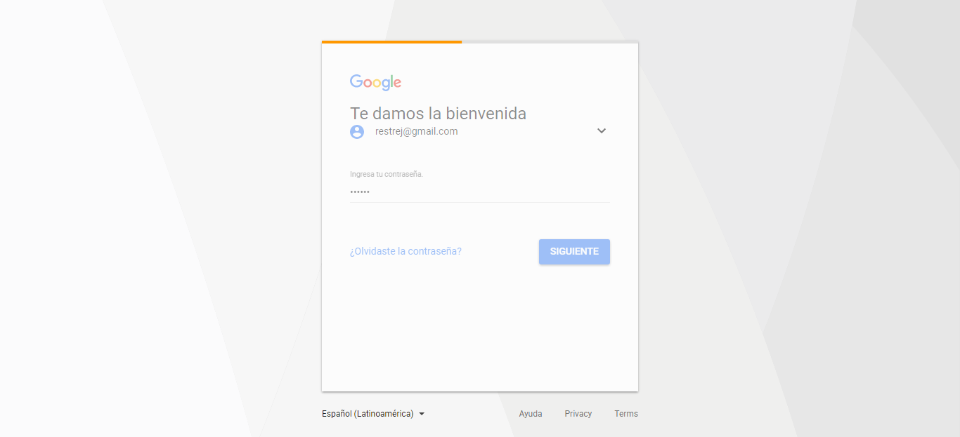 Google
Te damos la bienvenida
restrej@gmail.com
Ingresa tu contraseña.
••••••
¿Olvidaste la contraseña?
SIGUIENTE
Español (Latinoamérica)
Ayuda Privacy Terms